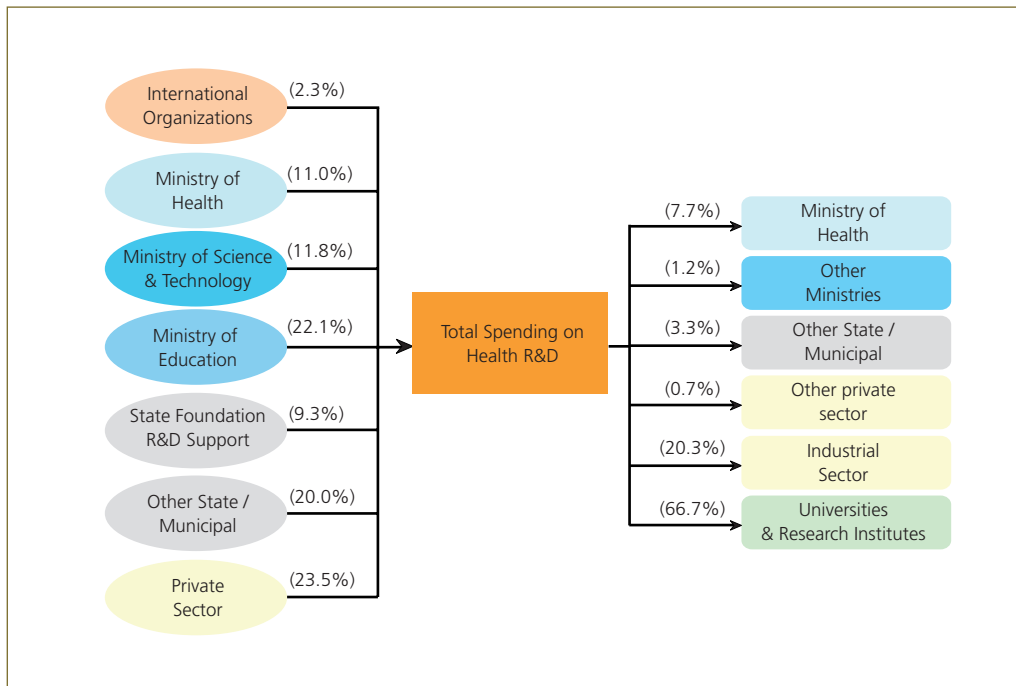 International
Organizations
(2.3%)
Ministry of
Health
(11.0%)
Ministry of Science
& Technology
(11.8%)
Ministry of
Education
(22.1%)
State Foundation
R&D Support
(9.3%)
Other State /
Municipal
(20.0%)
Private
Sector
(23.5%)
Total Spending on
Health R&D
(7.7%)
Ministry of
Health
(1.2%)
Other
Ministries
(3.3%)
Other State /
Municipal
(0.7%)
Other private
sector
(20.3%)
Industrial
Sector
(66.7%)
Universities
& Research Institutes